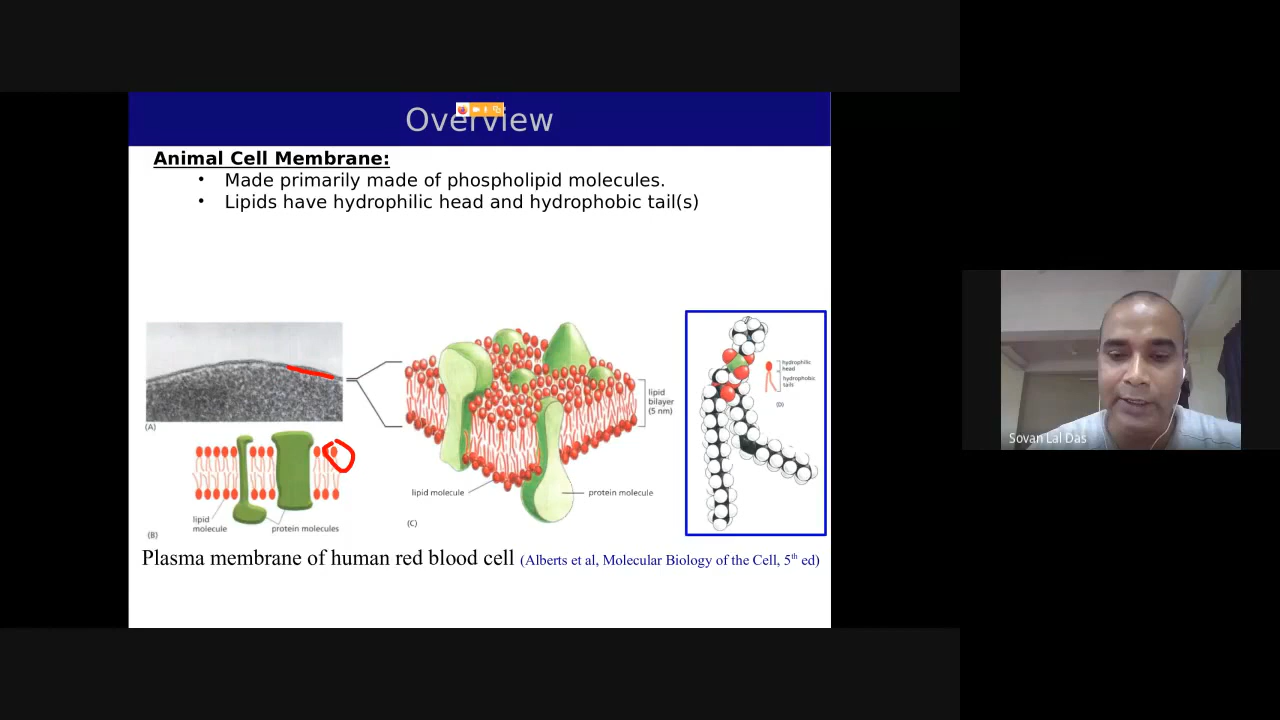 Overview
Animal Cell Membrane:
• Made primarily made of phospholipid molecules.
• Lipids have hydrophilic head and hydrophobic tail(s)
(A)
lipid
bilayer
(5 nm)
hydrophilic
head
hydrophobic
tails
(D)
lipid
molecule
protein molecules
(B)
lipid molecule
protein molecule
(C)
Plasma membrane of human red blood cell (Alberts et al, Molecular Biology of the Cell, 5th ed)
Sovan Lal Das